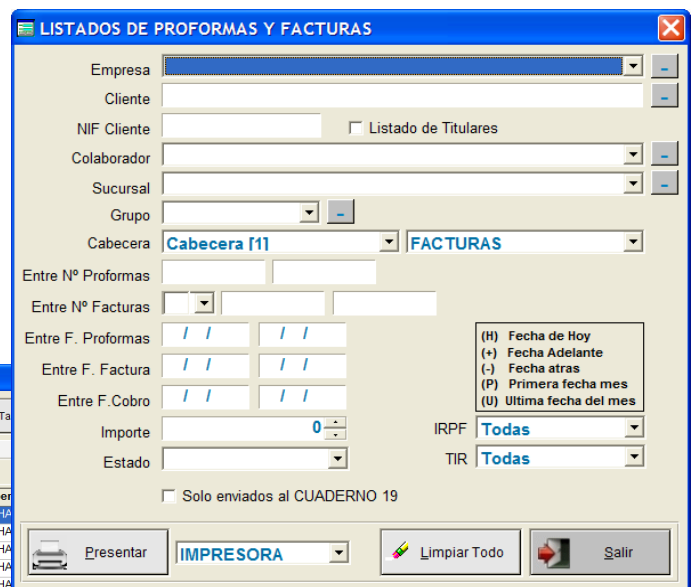 LISTADOS DE PROFORMAS Y FACTURAS
Empresa
Cliente
NIF Cliente Listado de Titulares
Colaborador
Sucursal
Grupo
Cabecera Cabecera [1] FACTURAS
Entre Nº Proformas
Entre Nº Facturas
Entre F. Proformas / / / /
Entre F. Factura / / / /
Entre F.Cobro / / / /
(H) Fecha de Hoy
(+) Fecha Adelante
(-) Fecha atras
(P) Primera fecha mes
(U) Ultima fecha del mes
Importe 0 IRPF Todas
Estado TIR Todas
Solo enviados al CUADERNO 19
Presentar IMPRESORA Limpiar Todo Salir